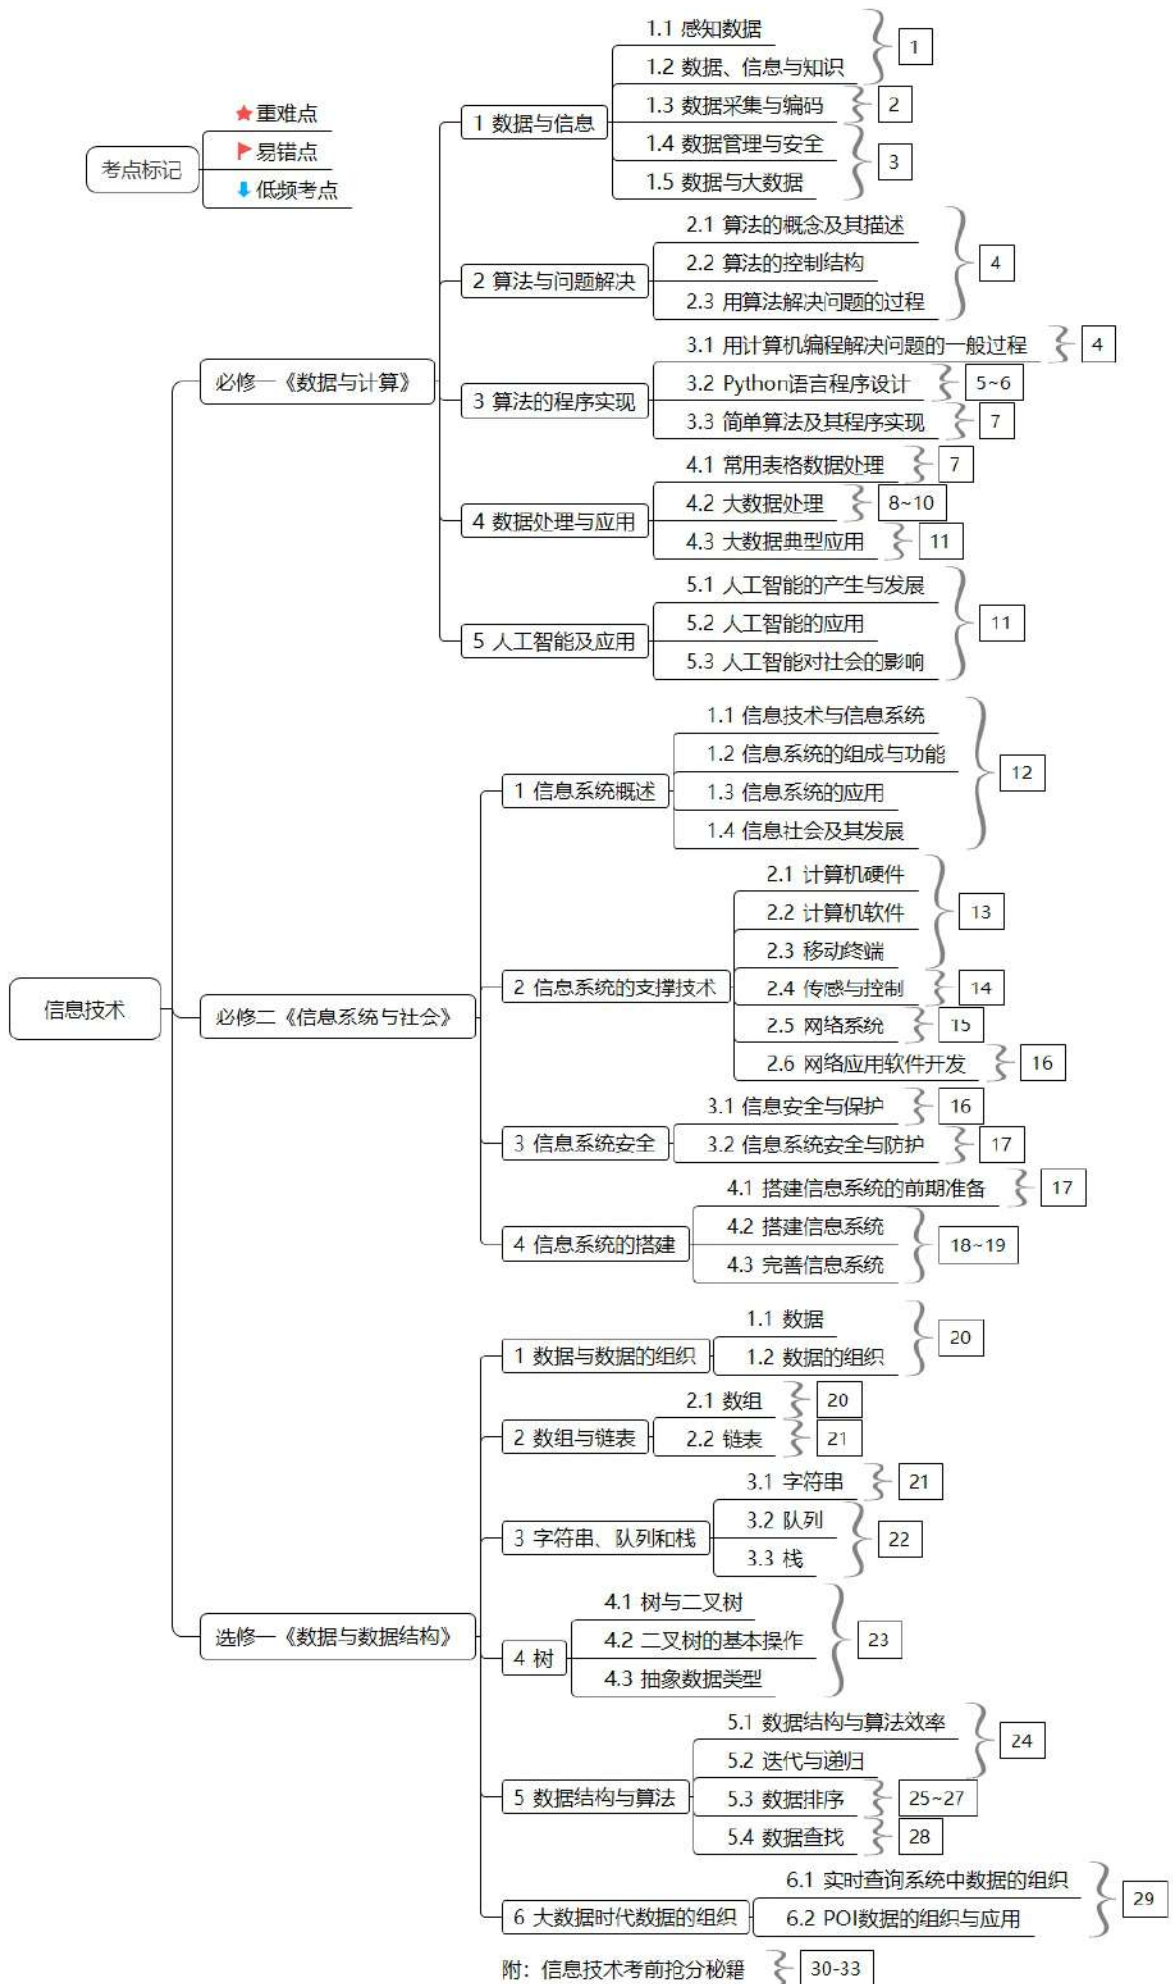 考点标记
重难点
易错点
低频考点
信息技术
必修一《数据与计算》
1 数据与信息
1.1 感知数据
1.2 数据、信息与知识
1
1.3 数据采集与编码
2
1.4 数据管理与安全
1.5 数据与大数据
3
2 算法与问题解决
2.1 算法的概念及其描述
2.2 算法的控制结构
2.3 用算法解决问题的过程
4
3 算法的程序实现
3.1 用计算机编程解决问题的一般过程
4
3.2 Python语言程序设计
5~6
3.3 简单算法及其程序实现
7
4 数据处理与应用
4.1 常用表格数据处理
7
4.2 大数据处理
8~10
4.3 大数据典型应用
11
5 人工智能及应用
5.1 人工智能的产生与发展
5.2 人工智能的应用
5.3 人工智能对社会的影响
11
必修二《信息系统与社会》
1 信息系统概述
1.1 信息技术与信息系统
1.2 信息系统的组成与功能
1.3 信息系统的应用
1.4 信息社会及其发展
12
2 信息系统的支撑技术
2.1 计算机硬件
2.2 计算机软件
2.3 移动终端
13
2.4 传感与控制
14
2.5 网络系统
15
2.6 网络应用软件开发
16
3 信息系统安全
3.1 信息安全与保护
16
3.2 信息系统安全与防护
17
4 信息系统的搭建
4.1 搭建信息系统的前期准备
17
4.2 搭建信息系统
4.3 完善信息系统
18~19
选修一《数据与数据结构》
1 数据与数据的组织
1.1 数据
1.2 数据的组织
20
2 数组与链表
2.1 数组
20
2.2 链表
21
3 字符串、队列和栈
3.1 字符串
21
3.2 队列
3.3 栈
22
4 树
4.1 树与二叉树
4.2 二叉树的基本操作
4.3 抽象数据类型
23
5 数据结构与算法
5.1 数据结构与算法效率
5.2 迭代与递归
24
5.3 数据排序
25~27
5.4 数据查找
28
6 大数据时代数据的组织
6.1 实时查询系统中数据的组织
6.2 POI数据的组织与应用
29
附：信息技术考前抢分秘籍
30-33